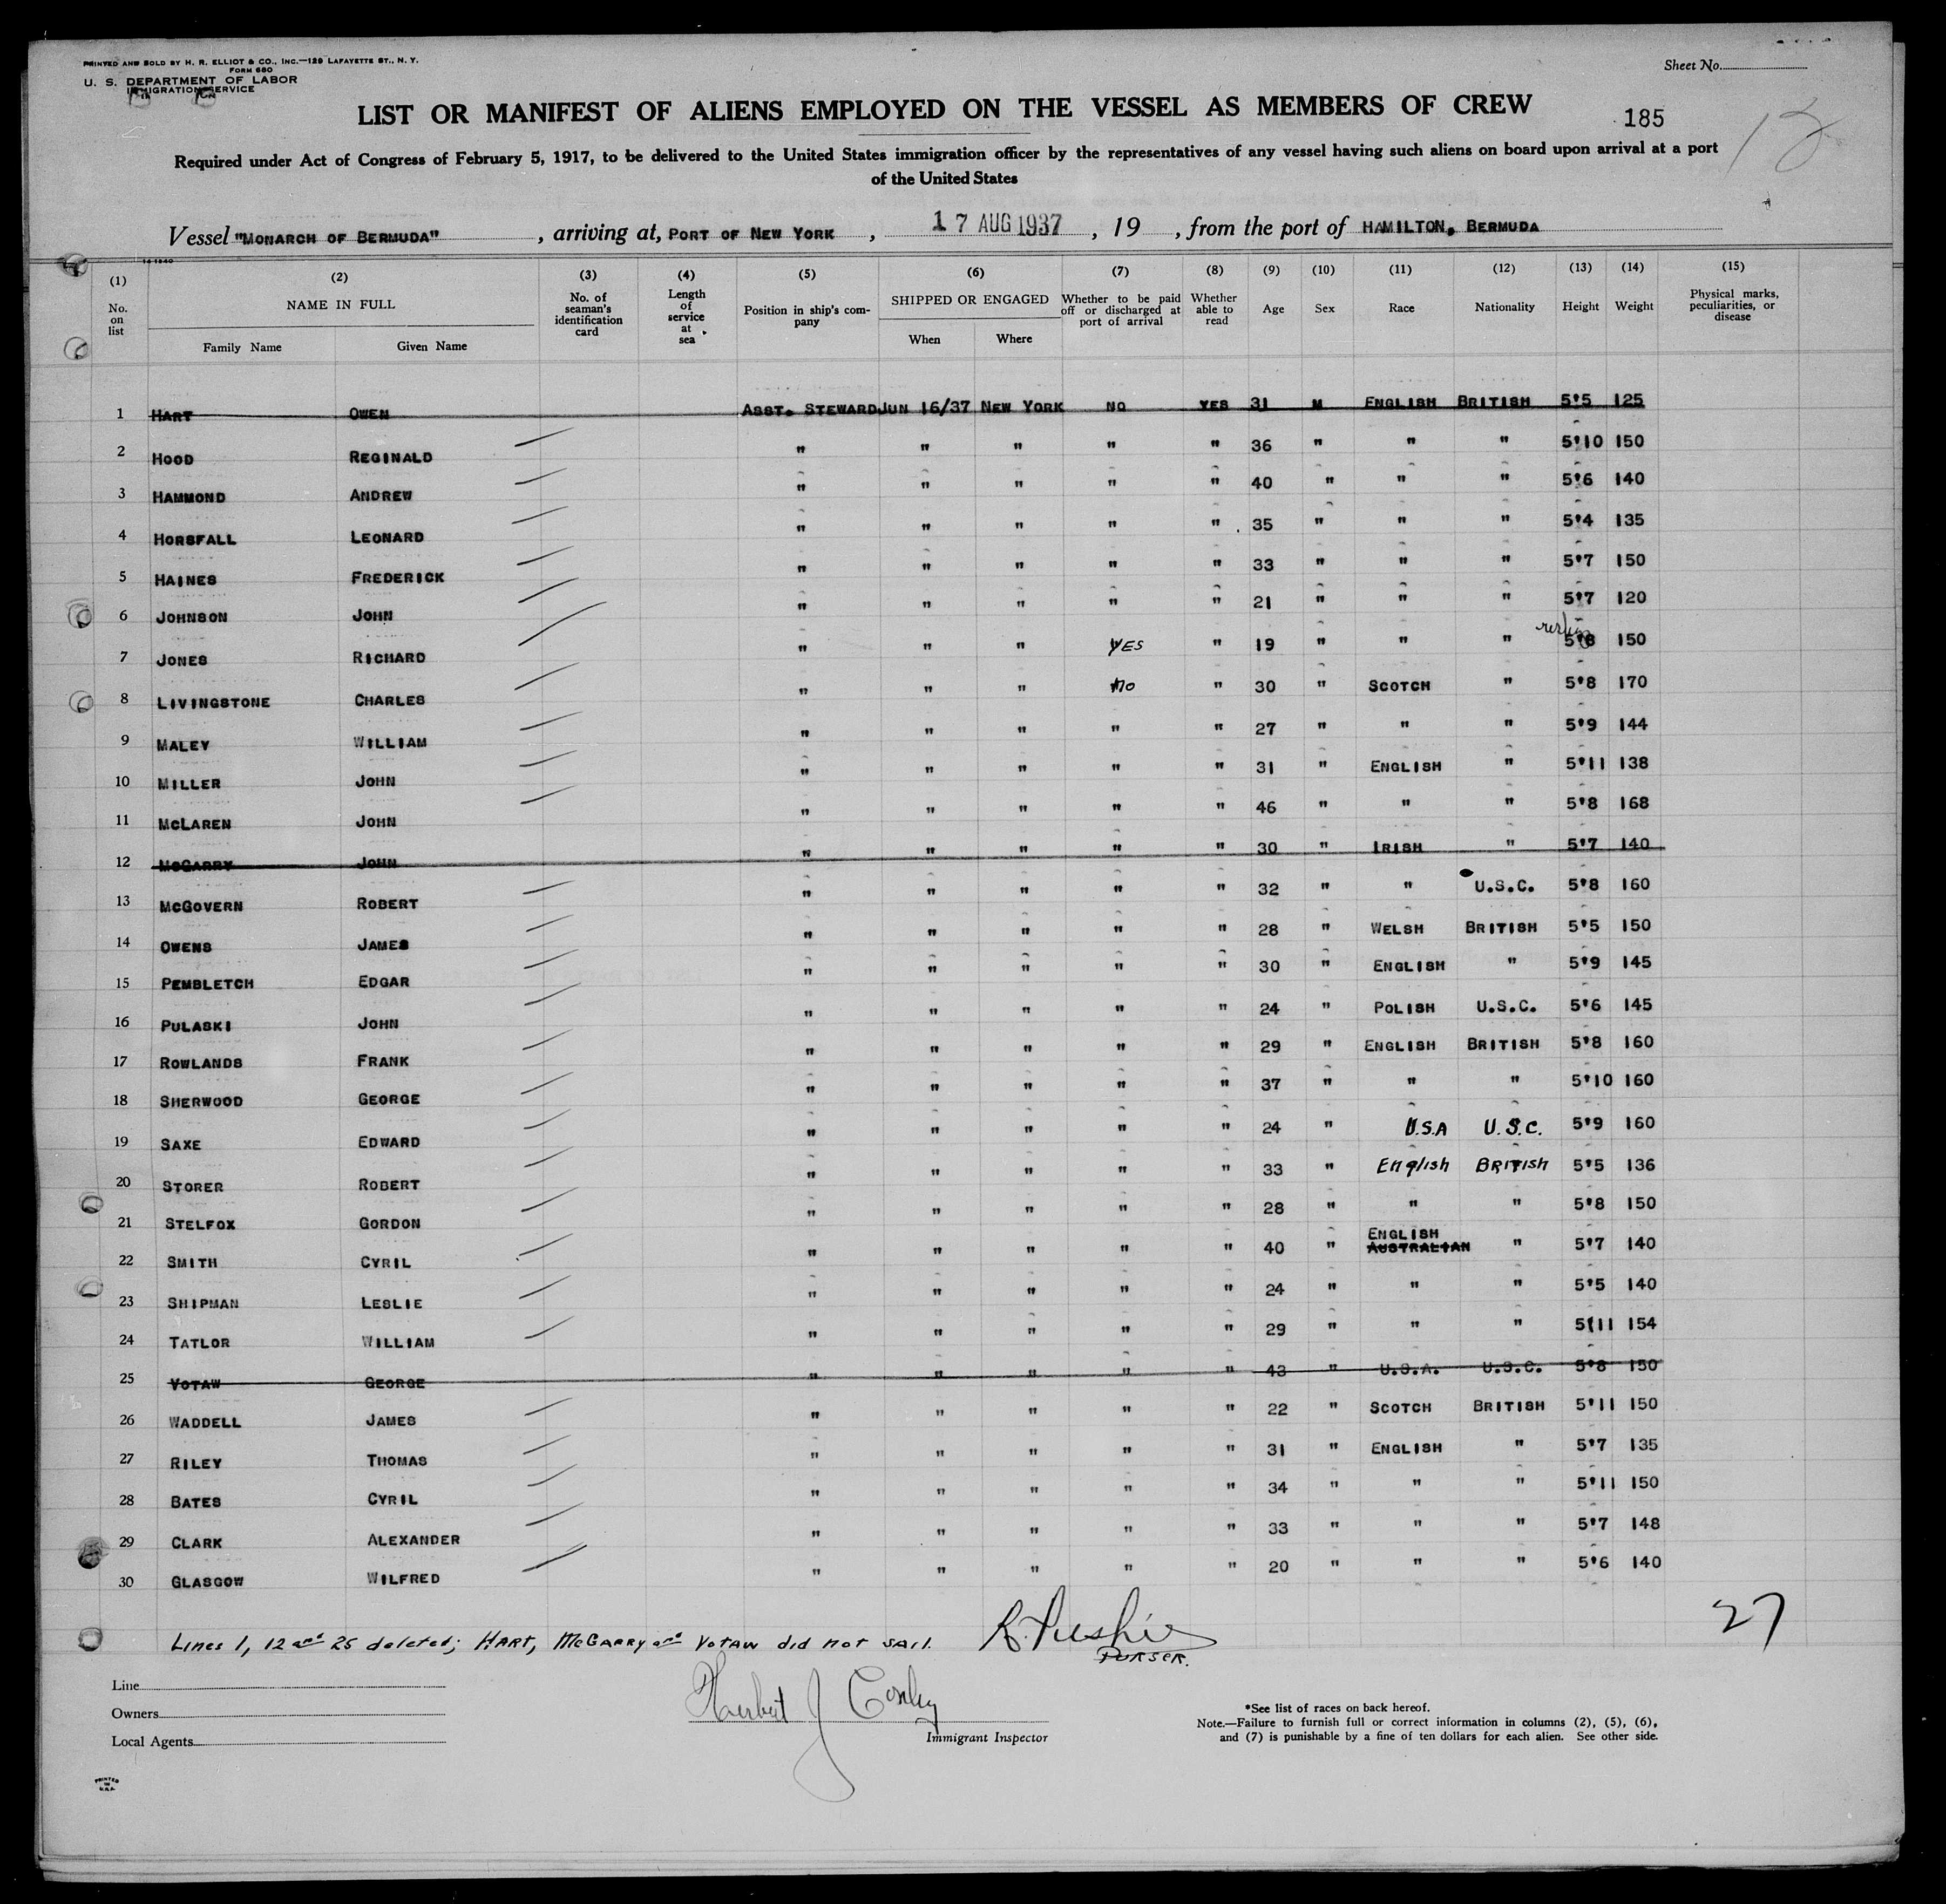 PRINTED AND SOLD BY H. R. ELLIOT & CO., INC.—129 LAFAYETTE ST., N. Y.
FORM 680
U. S. DEPARTMENT OF LABOR
IMMIGRATION SERVICE
Sheet No.
LIST OR MANIFEST OF ALIENS EMPLOYED ON THE VESSEL AS MEMBERS OF CREW
185
Required under Act of Congress of February 5, 1917, to be delivered to the United States immigration officer by the representatives of any vessel having such aliens on board upon arrival at a port
of the United States
Vessel "MONARCH OF BERMUDA", arriving at, PORT OF NEW YORK, 17 AUG 1937, 19 , from the port of HAMILTON, BERMUDA
(1) (2) (3) (4) (5) (6) (7) (8) (9) (10) (11) (12) (13) (14) (15)
No. on list NAME IN FULL No. of seaman's identification card Length of service at sea Position in ship's company SHIPPED OR ENGAGED Whether to be paid off or discharged at port of arrival Whether able to read Age Sex Race Nationality Height Weight Physical marks, peculiarities, or disease
Family Name Given Name When Where
1 HART OWEN ASST. STEWARD JUN 16/37 NEW YORK NO YES 31 M ENGLISH BRITISH 5'5 125
2 HOOD REGINALD " " " " " 36 " " " 5'10 150
3 HAMMOND ANDREW " " " " " 40 " " " 5'6 140
4 HORSFALL LEONARD " " " " " 35 " " " 5'4 135
5 HAINES FREDERICK " " " " " 33 " " " 5'7 150
6 JOHNSON JOHN " " " " " 21 " " " 5'7 120
7 JONES RICHARD " " " YES " 19 " " " 5'8 150
8 LIVINGSTONE CHARLES " " " NO " 30 " SCOTCH " 5'8 170
9 MALEY WILLIAM " " " " " 27 " " " 5'9 144
10 MILLER JOHN " " " " " 31 " ENGLISH " 5'11 138
11 McLAREN JOHN " " " " " 46 " " " 5'8 168
12 McGARRY JOHN " " " " " 30 " IRISH " 5'7 140
13 McGOVERN ROBERT " " " " " 32 " " U.S.C. 5'8 160
14 OWENS JAMES " " " " " 28 " WELSH BRITISH 5'5 150
15 PEMBLETCH EDGAR " " " " " 30 " ENGLISH " 5'9 145
16 PULASKI JOHN " " " " " 24 " POLISH U.S.C. 5'6 145
17 ROWLANDS FRANK " " " " " 29 " ENGLISH BRITISH 5'8 160
18 SHERWOOD GEORGE " " " " " 37 " " " 5'10 160
19 SAXE EDWARD " " " " " 24 " U.S.A U.S.C. 5'9 160
20 STORER ROBERT " " " " " 33 " English BRITISH 5'5 136
21 STELFOX GORDON " " " " " 28 " " " 5'8 150
ENGLISH
22 SMITH CYRIL " " " " " 40 " AUSTRALIAN " 5'7 140
23 SHIPMAN LESLIE " " " " " 24 " " " 5'5 140
24 TATLOR WILLIAM " " " " " 29 " " " 5'11 154
25 VOTAW GEORGE " " " " " 43 " U.S.A. U.S.C. 5'8 150
26 WADDELL JAMES " " " " " 22 " SCOTCH BRITISH 5'11 150
27 RILEY THOMAS " " " " " 31 " ENGLISH " 5'7 135
28 BATES CYRIL " " " " " 34 " " " 5'11 150
29 CLARK ALEXANDER " " " " " 33 " " " 5'7 148
30 GLASGOW WILFRED " " " " " 20 " " " 5'6 140
Lines 1, 12 and 25 deleted; HART, McGARRY and VOTAW did not sail.
PURSER.
27
Line
Owners
Local Agents
Herbert J
Immigrant Inspector
*See list of races on back hereof.
Note.—Failure to furnish full or correct information in columns (2), (5), (6),
and (7) is punishable by a fine of ten dollars for each alien. See other side.
PRINTED
IN
U.S.A.